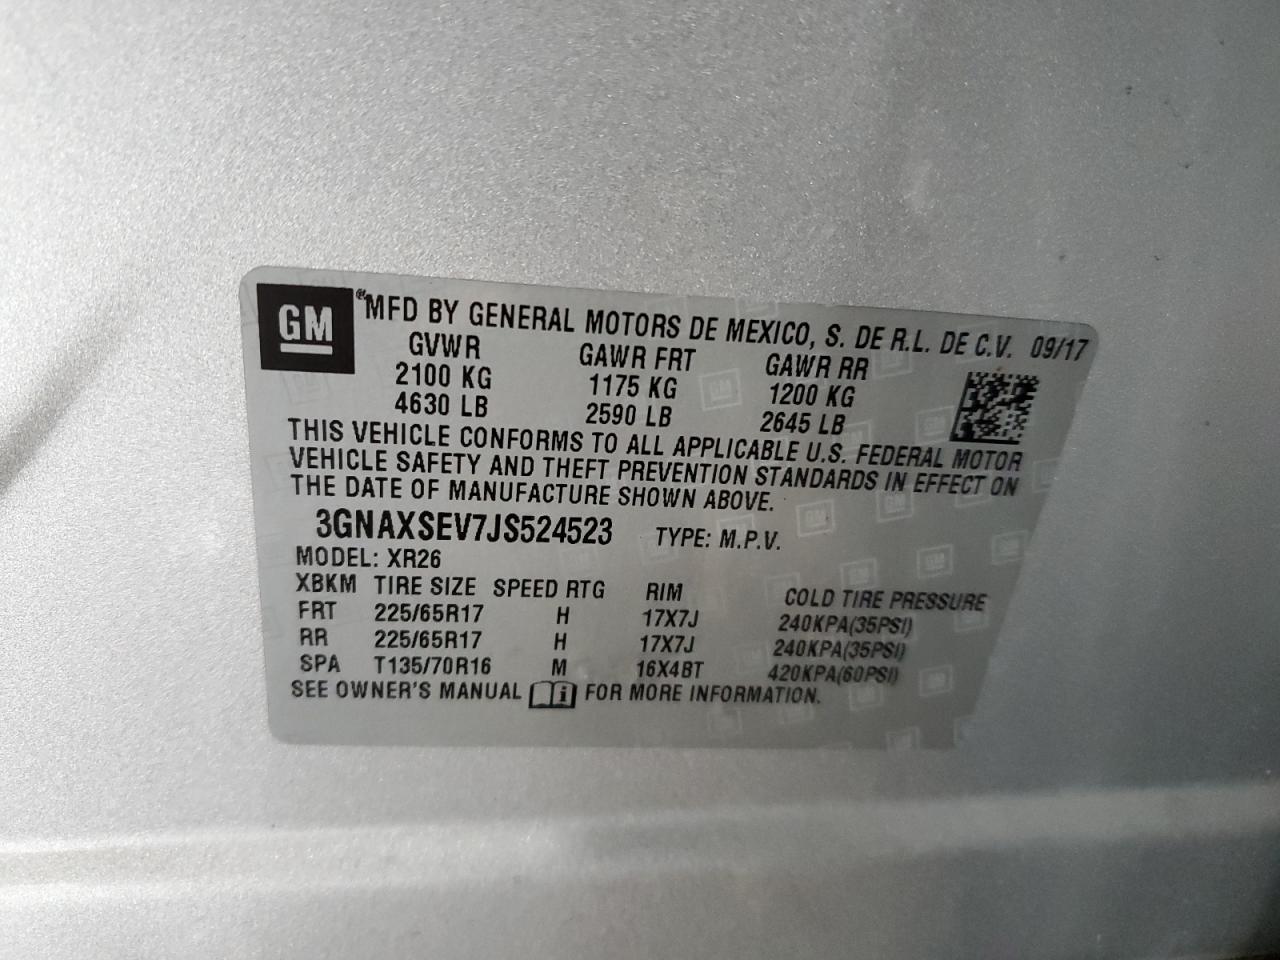 GM ® MFD BY GENERAL MOTORS DE MEXICO, S. DE R.L. DE C.V. 09/17
GVWR GAWR FRT GAWR RR
2100 KG 1175 KG 1200 KG
4630 LB 2590 LB 2645 LB
THIS VEHICLE CONFORMS TO ALL APPLICABLE U.S. FEDERAL MOTOR
VEHICLE SAFETY AND THEFT PREVENTION STANDARDS IN EFFECT ON
THE DATE OF MANUFACTURE SHOWN ABOVE.
3GNAXSEV7JS524523 TYPE: M.P.V.
MODEL: XR26
XBKM TIRE SIZE SPEED RTG RIM COLD TIRE PRESSURE
FRT 225/65R17 H 17X7J 240KPA(35PSI)
RR 225/65R17 H 17X7J 240KPA(35PSI)
SPA T135/70R16 M 16X4BT 420KPA(60PSI)
SEE OWNER'S MANUAL i FOR MORE INFORMATION.